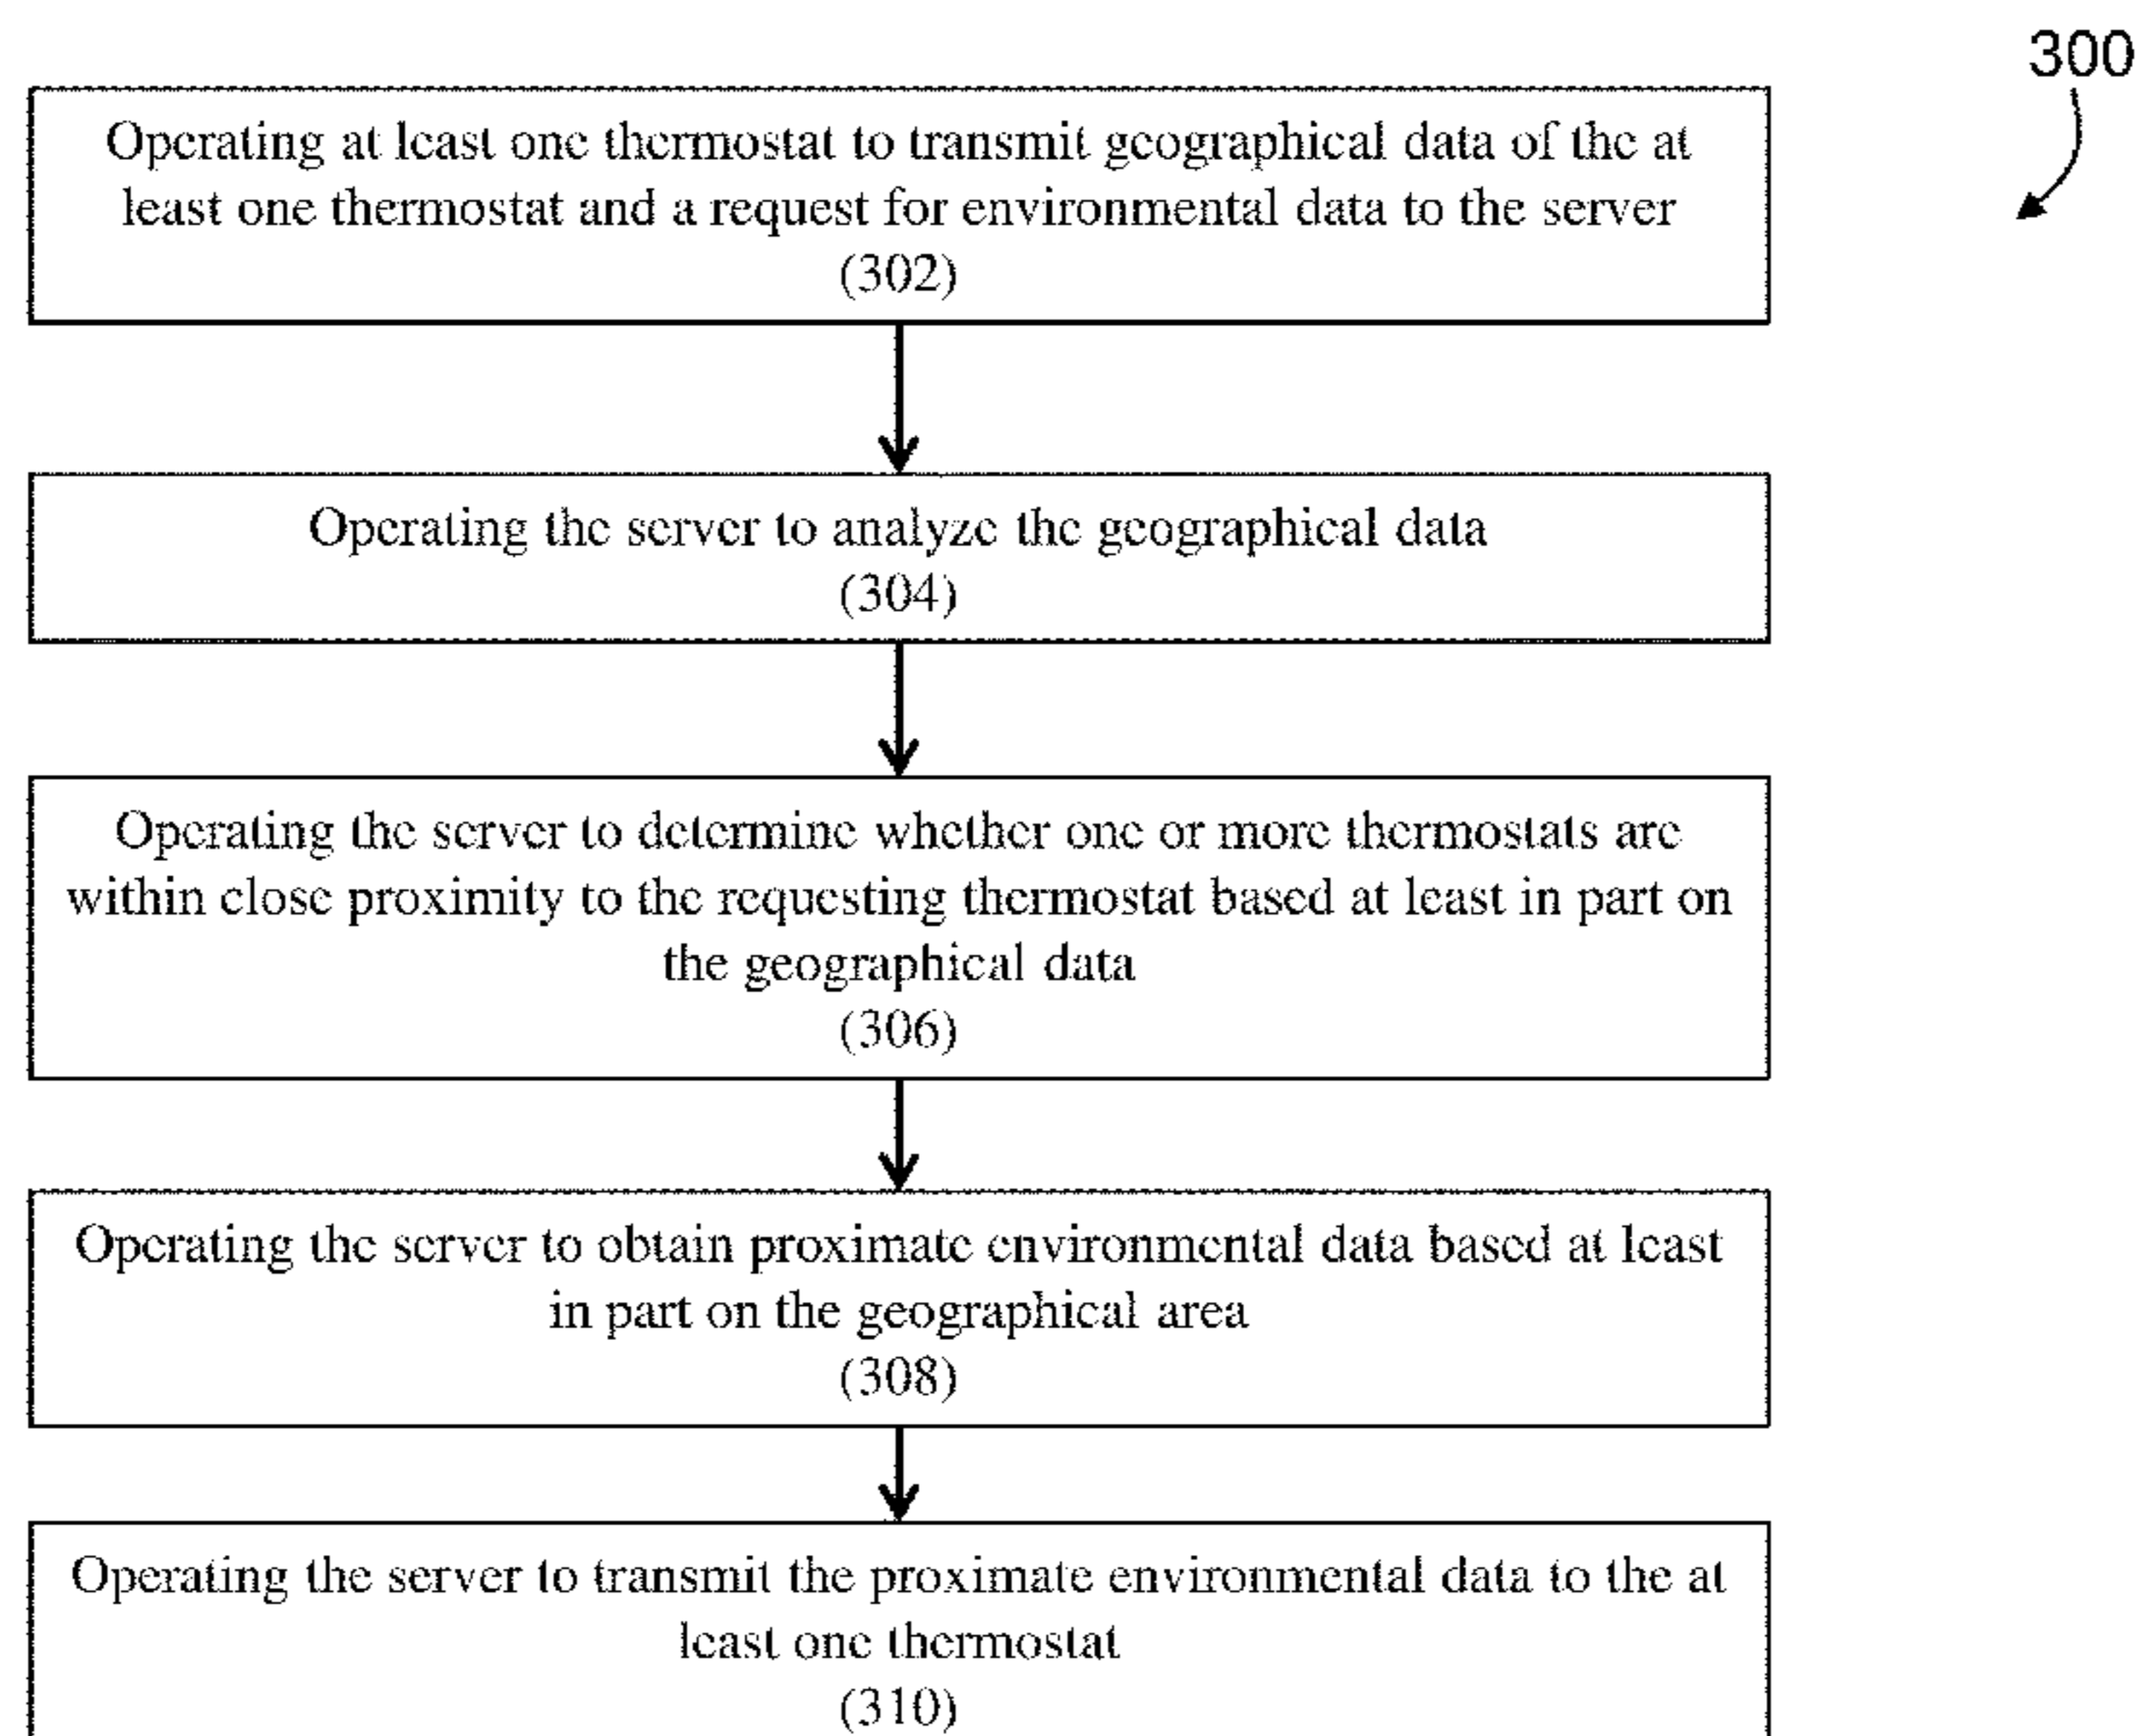 300
Operating at least one thermostat to transmit geographical data of the at
least one thermostat and a request for environmental data to the server
(302)
Operating the server to analyze the geographical data
(304)
Operating the server to determine whether one or more thermostats are
within close proximity to the requesting thermostat based at least in part on
the geographical data
(306)
Operating the server to obtain proximate environmental data based at least
in part on the geographical area
(308)
Operating the server to transmit the proximate environmental data to the at
least one thermostat
(310)